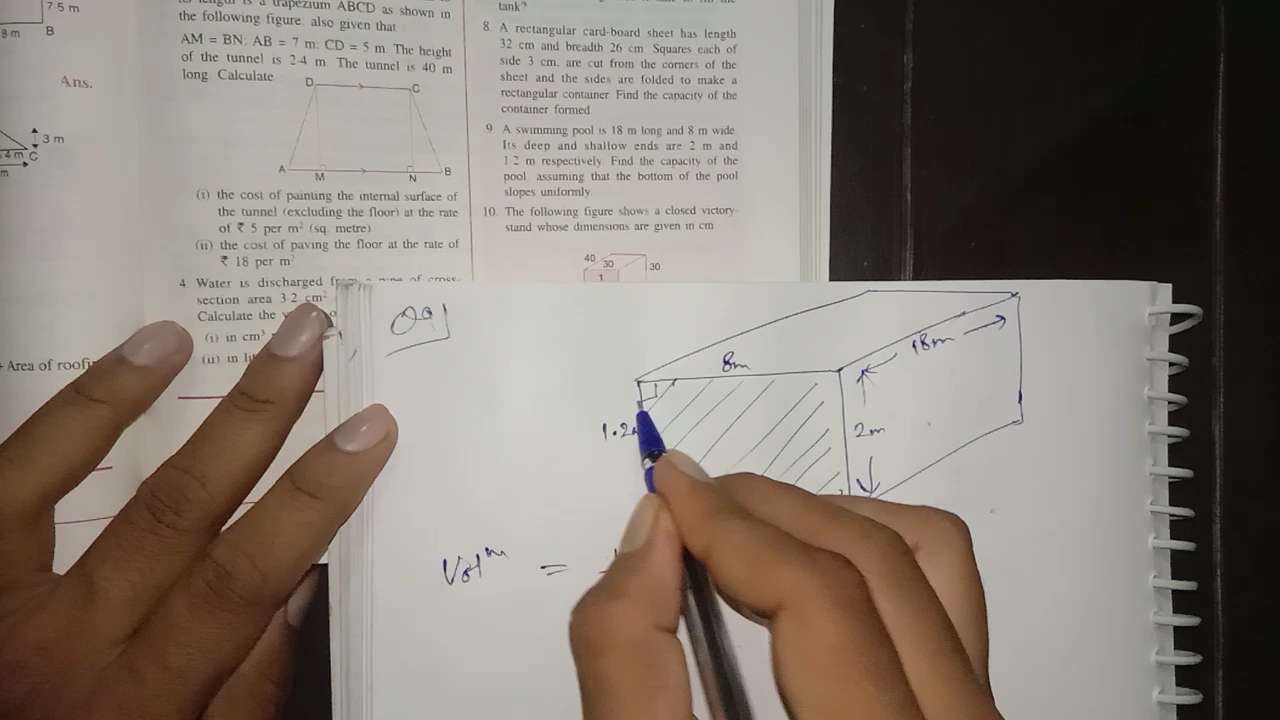 7·5 m
8 m
B
Ans.
3 m
4 m C
m
Area of
its length is a trapezium ABCD as shown in
the following figure; also given that :
AM = BN; AB = 7 m; CD = 5 m. The height
of the tunnel is 2·4 m. The tunnel is 40 m
long. Calculate :
D
C
A
M
N
B
(i) the cost of painting the internal surface of
the tunnel (excluding the floor) at the rate
of ₹ 5 per m² (sq. metre).
(ii) the cost of paving the floor at the rate of
₹ 18 per m²
4. Water is discharged
section area 3·2 cm²
Calculate the
(i) in cm³
(ii) in
tank?
8. A rectangular card-board sheet has length
32 cm and breadth 26 cm. Squares each of
side 3 cm, are cut from the corners of the
sheet and the sides are folded to make a
rectangular container. Find the capacity of the
container formed.
9. A swimming pool is 18 m long and 8 m wide.
Its deep and shallow ends are 2 m and
1·2 m respectively. Find the capacity of the
pool, assuming that the bottom of the pool
slopes uniformly.
10. The following figure shows a closed victory-
stand whose dimensions are given in cm.
40
30
30
1
Q9
8m
18m
1.2
2m
Volm =